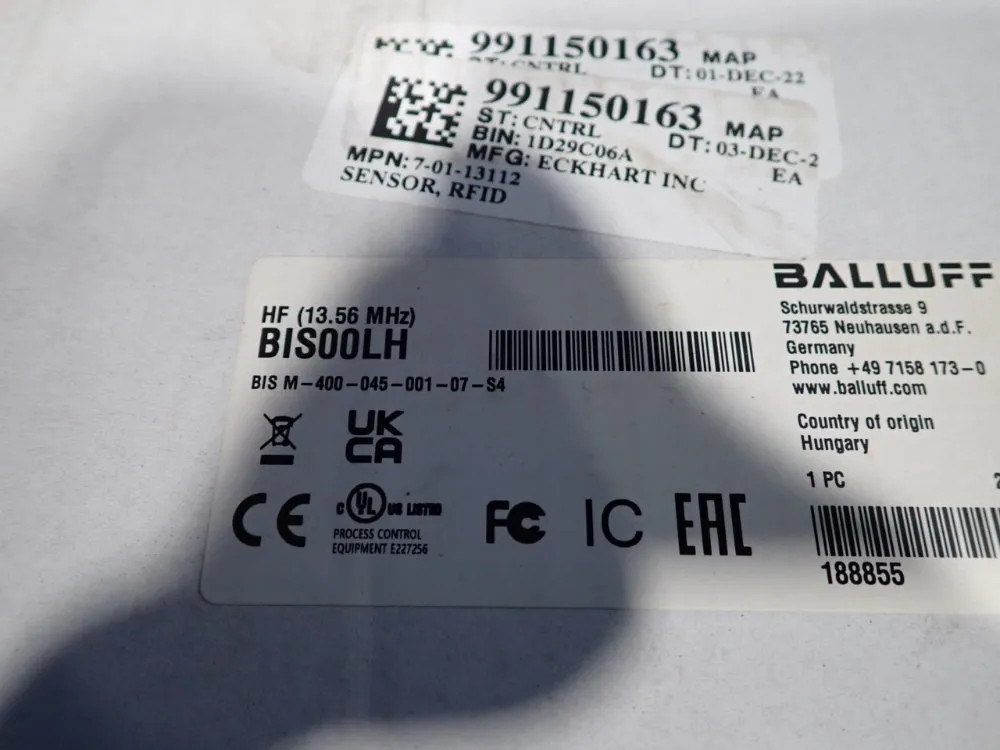 991150163 MAP
ST: CNTRL DT: 01-DEC-22
EA
991150163 MAP
ST: CNTRL DT: 03-DEC-2
BIN: 1D29C06A EA
MFG: ECKHART INC
MPN: 7-01-13112
SENSOR, RFID
BALLUFF
Schurwaldstrasse 9
73765 Neuhausen a.d.F.
Germany
Phone +49 7158 173-0
www.balluff.com
Country of origin
Hungary
1 PC
188855
HF (13.56 MHz)
BIS00LH
BIS M-400-045-001-07-S4
UK
CA
CE
C UL US LISTED
PROCESS CONTROL
EQUIPMENT E227256
FC
IC
EAC